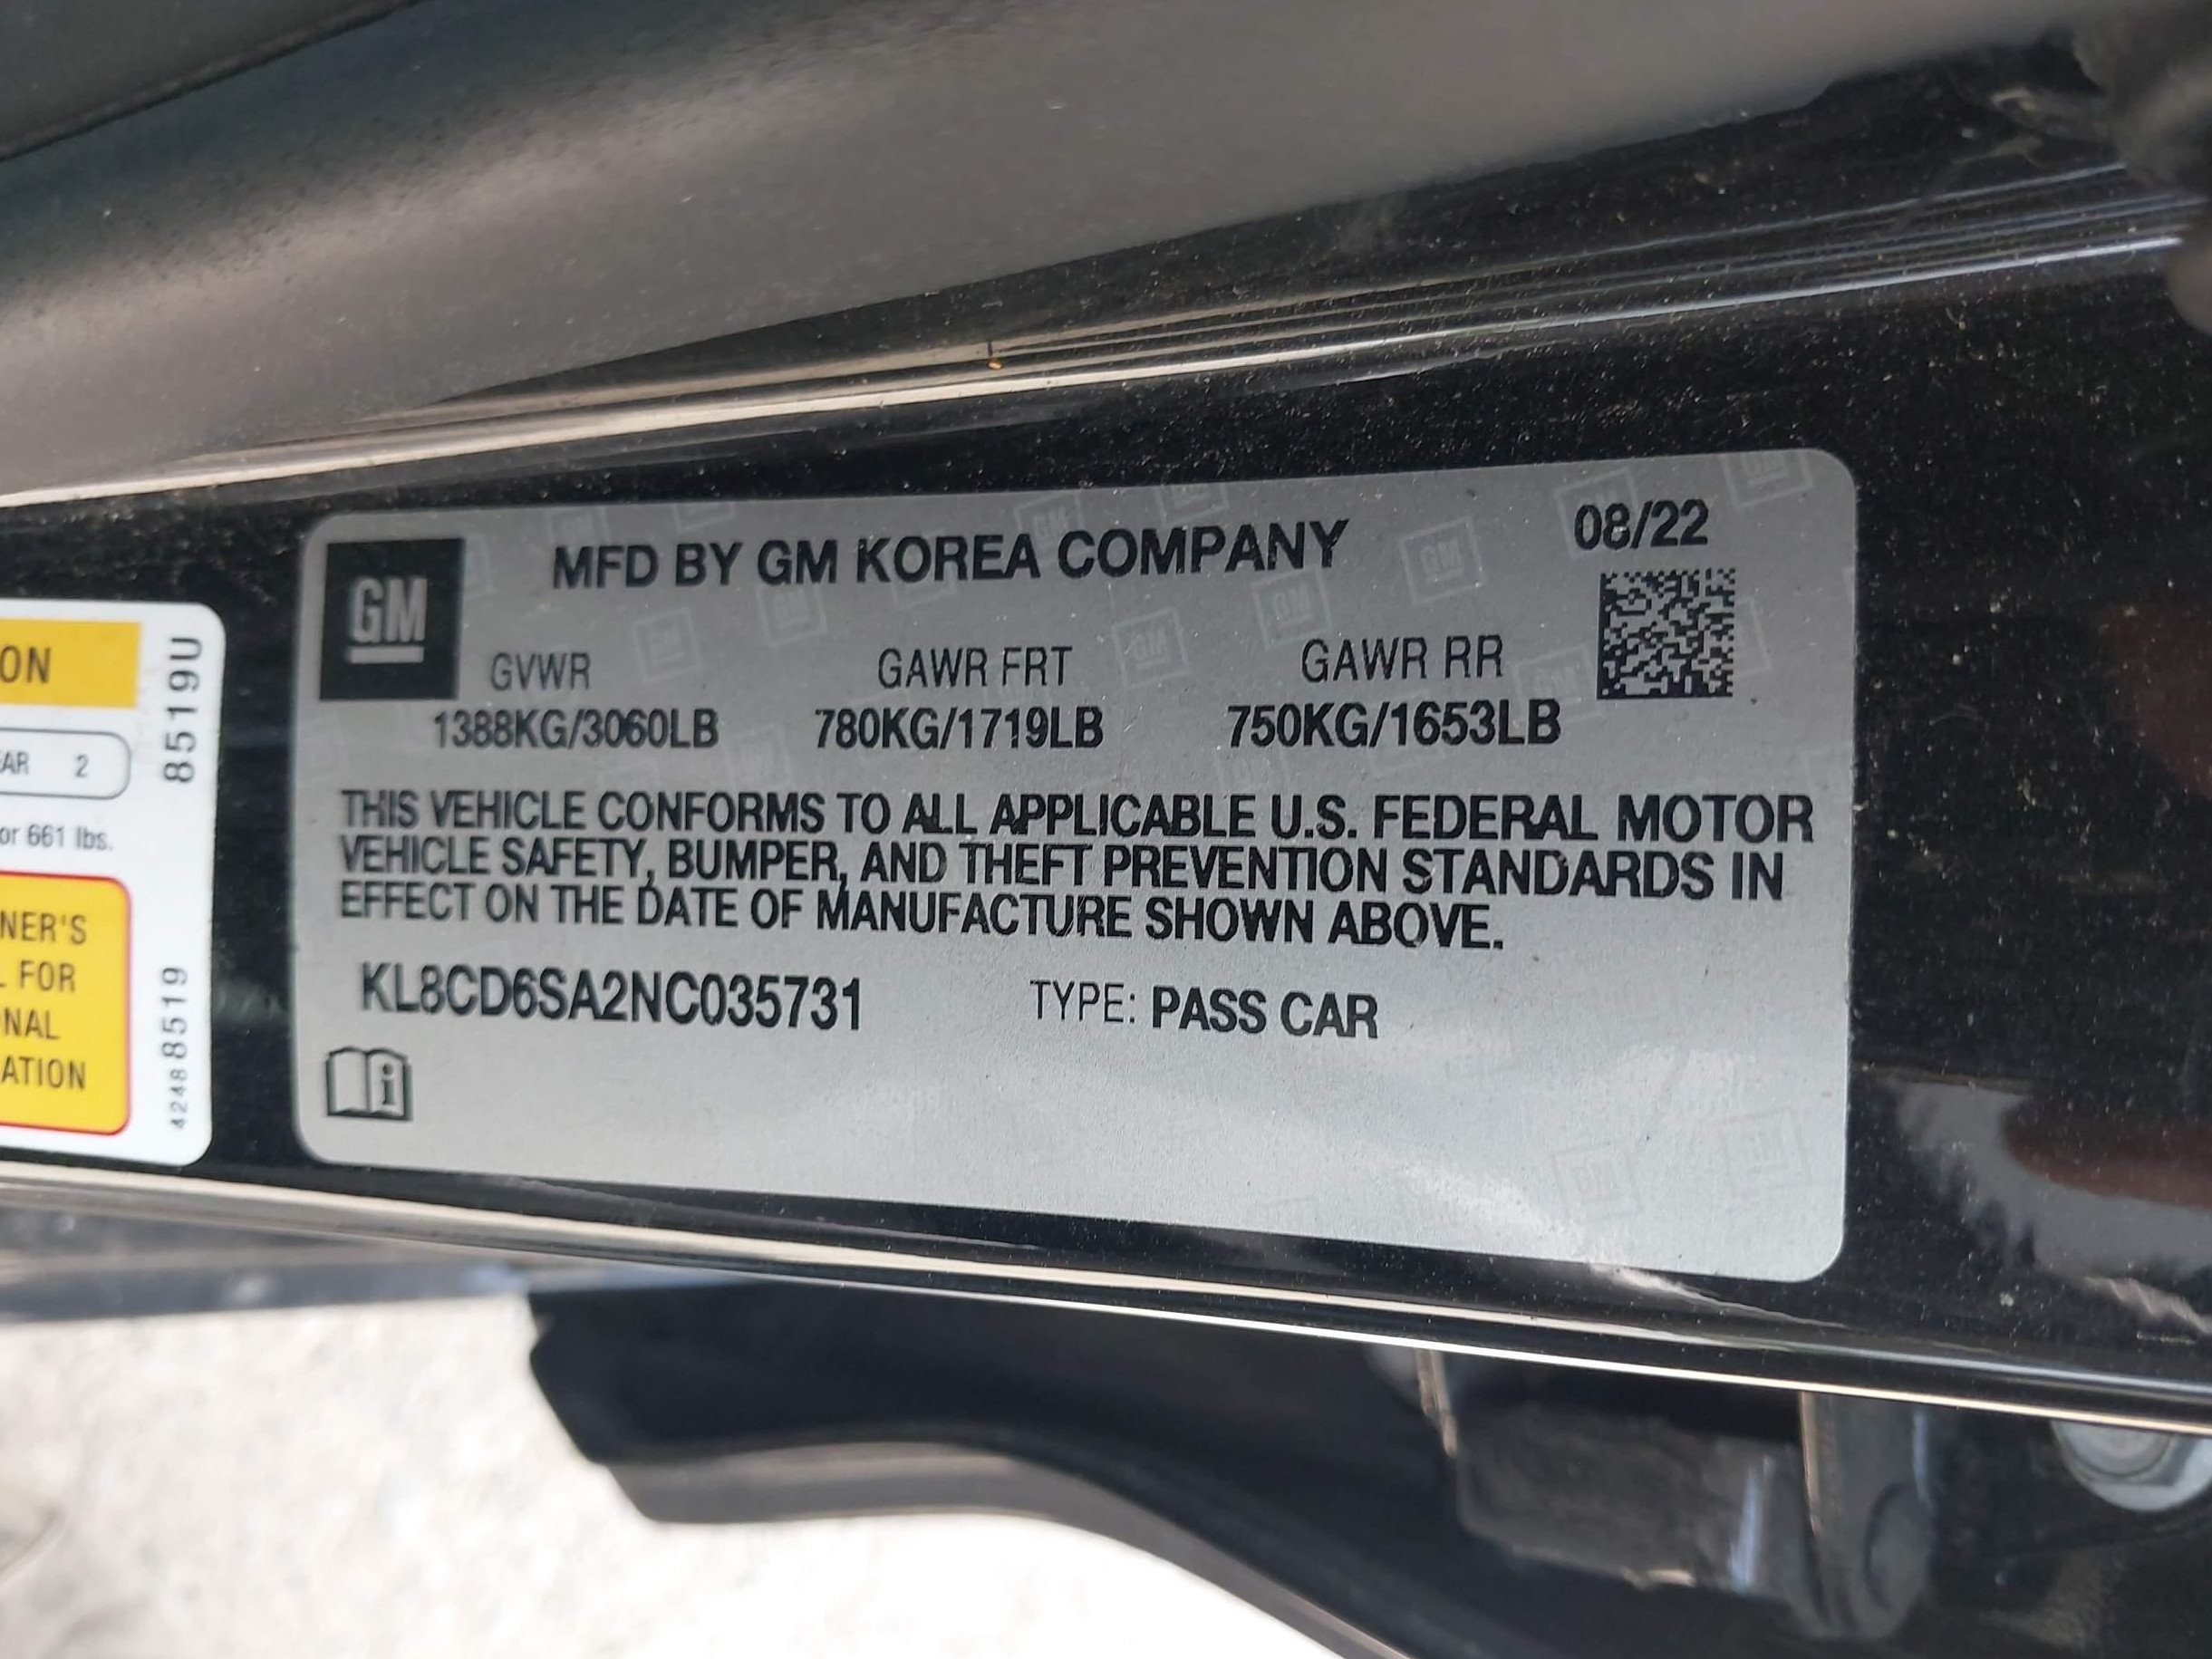 GM
MFD BY GM KOREA COMPANY
08/22
GVWR
GAWR FRT
GAWR RR
1388KG/3060LB
780KG/1719LB
750KG/1653LB
THIS VEHICLE CONFORMS TO ALL APPLICABLE U.S. FEDERAL MOTOR
VEHICLE SAFETY, BUMPER, AND THEFT PREVENTION STANDARDS IN
EFFECT ON THE DATE OF MANUFACTURE SHOWN ABOVE.
KL8CD6SA2NC035731
TYPE: PASS CAR
ON
AR 2
or 661 lbs.
NER'S
L FOR
NAL
ATION
8519U
42488519